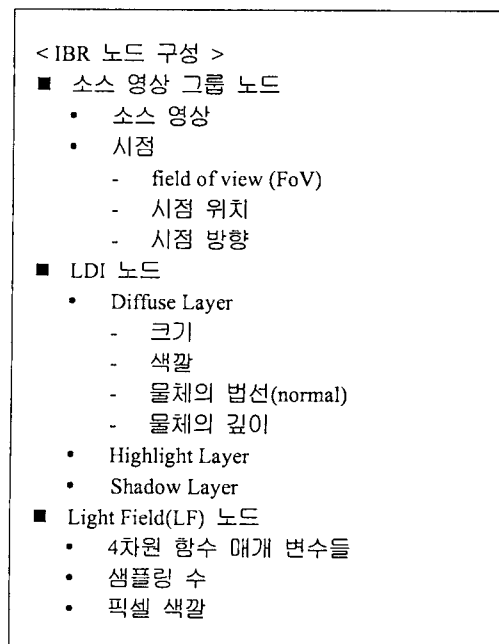 < IBR 노드 구성 >
■ 소스 영상 그룹 노드
• 소스 영상
• 시점
- field of view (FoV)
- 시점 위치
- 시점 방향
■ LDI 노드
• Diffuse Layer
- 크기
- 색깔
- 물체의 법선(normal)
- 물체의 깊이
• Highlight Layer
• Shadow Layer
■ Light Field(LF) 노드
• 4차원 함수 매개 변수들
• 샘플링 수
• 픽셀 색깔